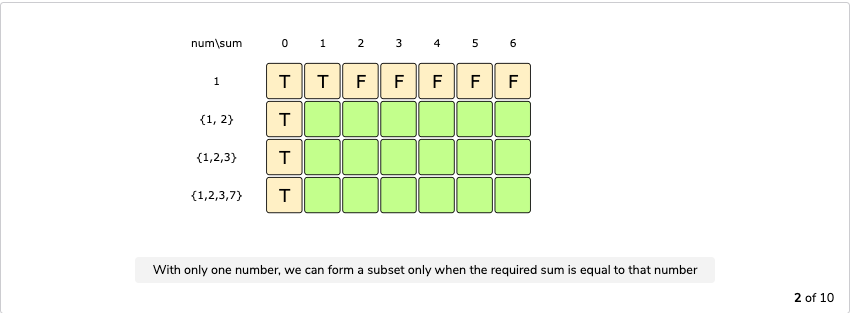 num\sum 0 1 2 3 4 5 6
1 T T F F F F F
{1, 2} T
{1,2,3} T
{1,2,3,7} T
With only one number, we can form a subset only when the required sum is equal to that number
2 of 10